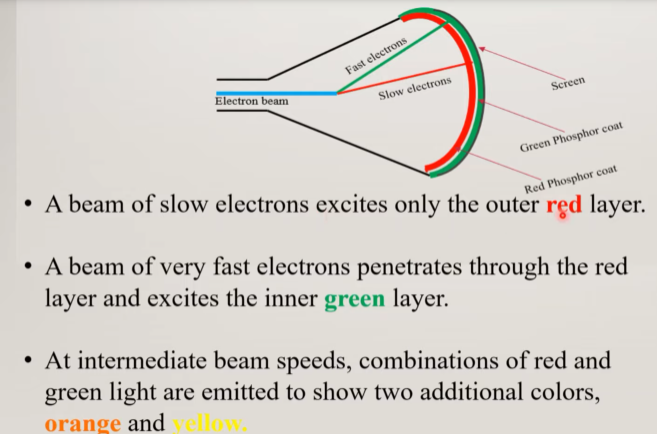 Fast electrons
Slow electrons
Electron beam
Screen
Green Phosphor coat
Red Phosphor coat
• A beam of slow electrons excites only the outer red layer.
• A beam of very fast electrons penetrates through the red
layer and excites the inner green layer.
• At intermediate beam speeds, combinations of red and
green light are emitted to show two additional colors,
orange and yellow.